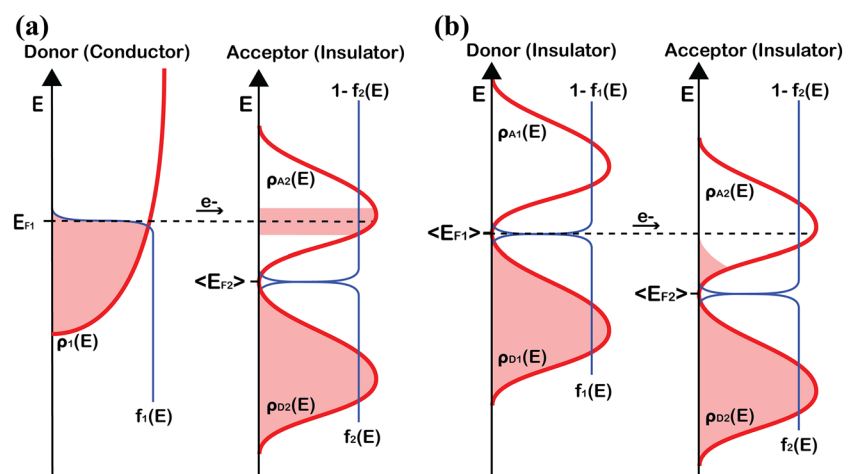 (a)
Donor (Conductor)
Acceptor (Insulator)
E
E
1- f₂(E)
ρA2(E)
e-
EF1
<EF2>
ρ₁(E)
f₁(E)
ρD2(E)
f₂(E)
(b)
Donor (Insulator)
Acceptor (Insulator)
E
E
1- f₁(E)
1- f₂(E)
ρA1(E)
ρA2(E)
e-
<EF1>
<EF2>
ρD1(E)
f₁(E)
ρD2(E)
f₂(E)